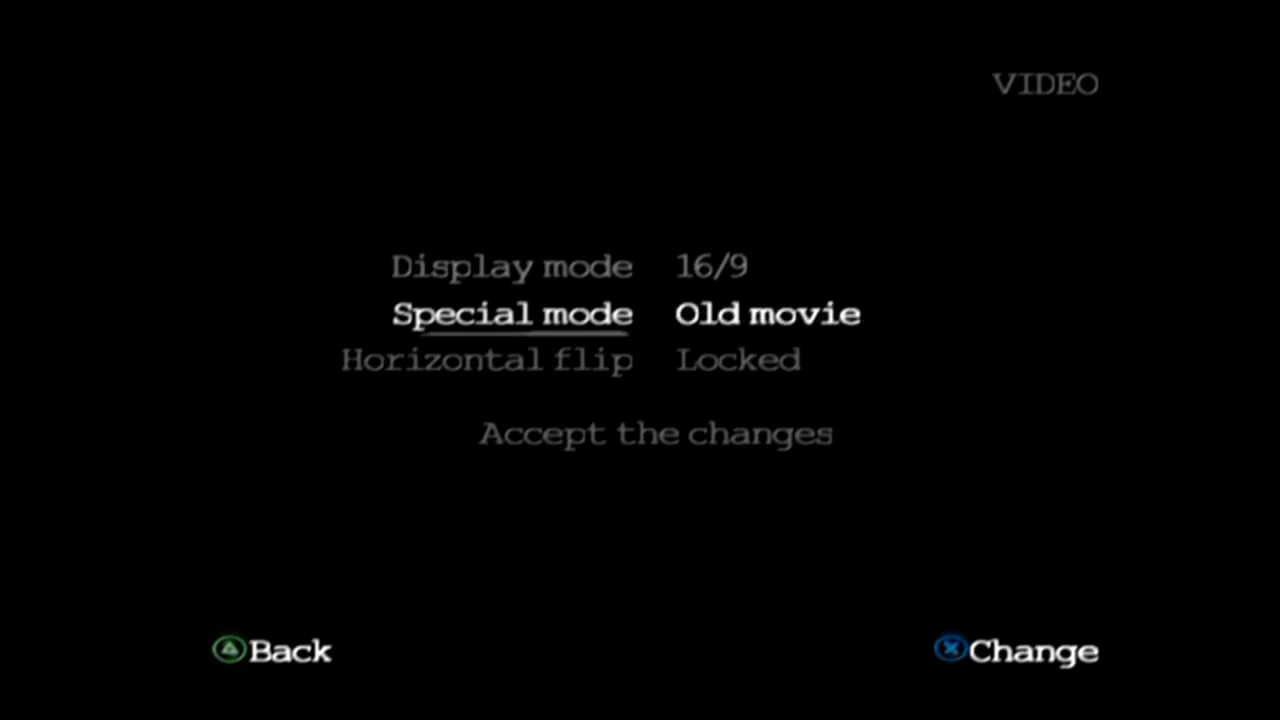 VIDEO
Display mode 16/9
Special mode Old movie
Horizontal flip Locked
Accept the changes
Back Change